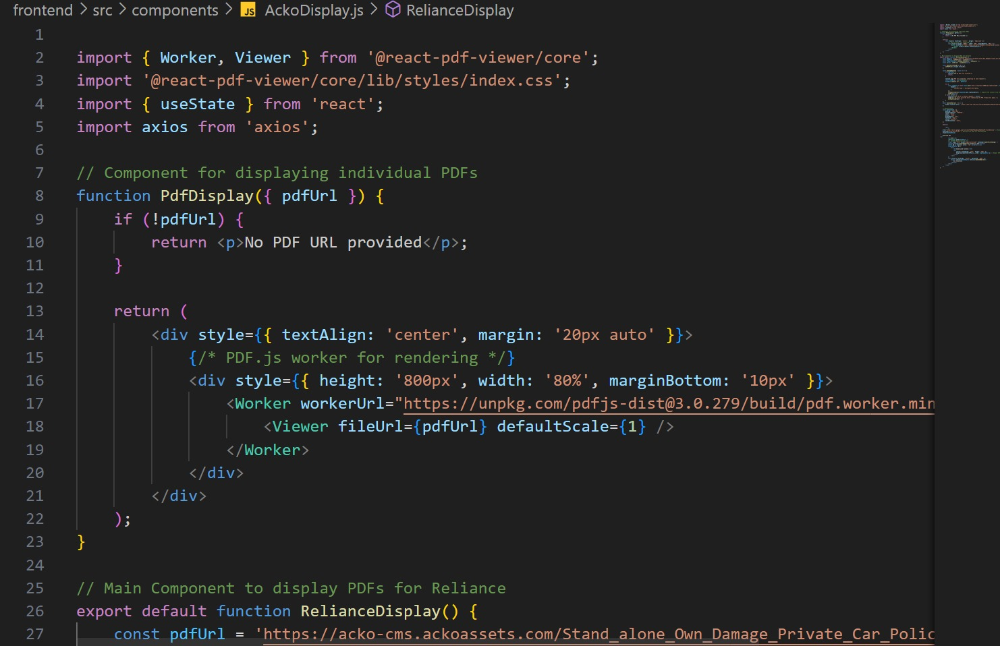 frontend > src > components > JS AckoDisplay.js > RelianceDisplay
1
2 import { Worker, Viewer } from '@react-pdf-viewer/core';
3 import '@react-pdf-viewer/core/lib/styles/index.css';
4 import { useState } from 'react';
5 import axios from 'axios';
6
7 // Component for displaying individual PDFs
8 function PdfDisplay({ pdfUrl }) {
9     if (!pdfUrl) {
10         return <p>No PDF URL provided</p>;
11     }
12
13     return (
14         <div style={{ textAlign: 'center', margin: '20px auto' }}>
15             {/* PDF.js worker for rendering */}
16             <div style={{ height: '800px', width: '80%', marginBottom: '10px' }}>
17                 <Worker workerUrl="https://unpkg.com/pdfjs-dist@3.0.279/build/pdf.worker.min
18                     <Viewer fileUrl={pdfUrl} defaultScale={1} />
19                 </Worker>
20             </div>
21         </div>
22     );
23 }
24
25 // Main Component to display PDFs for Reliance
26 export default function RelianceDisplay() {
27     const pdfUrl = 'https://acko-cms.ackoassets.com/Stand_alone_Own_Damage_Private_Car_Polic